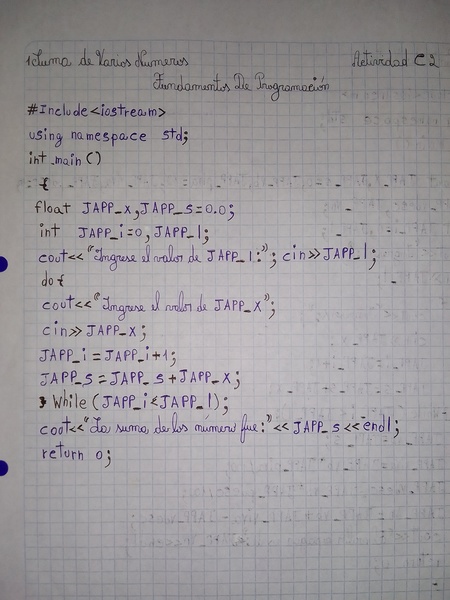 1 Suma de Varios Numeros Actividad C2
Fundamentos De Programación
#Include<iostream>
using namespace std;
int main()
{
float JAPP_x, JAPP_s=0.0;
int JAPP_i=0, JAPP_l;
cout<<"Ingrese el valor de JAPP_l:"; cin>>JAPP_l;
do{
cout<<"Ingrese el valor de JAPP_x";
cin>>JAPP_x;
JAPP_i=JAPP_i+1;
JAPP_s=JAPP_s+JAPP_x;
} While(JAPP_i<JAPP_l);
cout<<"La suma de los número fue:"<<JAPP_s<<endl;
return 0;